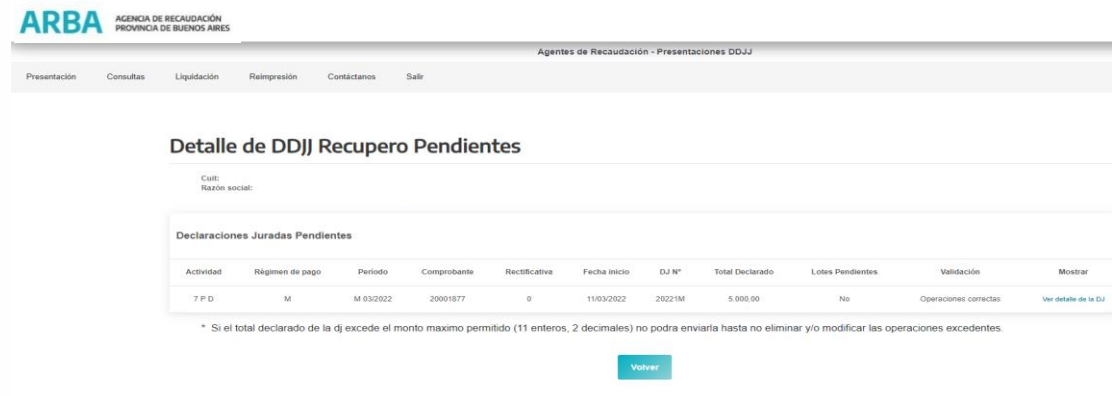 ARBA AGENCIA DE RECAUDACIÓN
PROVINCIA DE BUENOS AIRES
Agentes de Recaudación - Presentaciones DDJJ
Presentación Consultas Liquidación Reimpresión Contáctanos Salir
Detalle de DDJJ Recupero Pendientes
Cuit:
Razón social:
Declaraciones Juradas Pendientes
Actividad Règimen de pago Periodo Comprobante Rectificativa Fecha inicio DJ N° Total Declarado Lotes Pendientes Validación Mostrar
7 P D M M 03/2022 20001877 0 11/03/2022 20221M 5.000,00 No Operaciones correctas Ver detalle de la DJ
* Si el total declarado de la dj excede el monto maximo permitido (11 enteros, 2 decimales) no podra enviarla hasta no eliminar y/o modificar las operaciones excedentes.
Volver